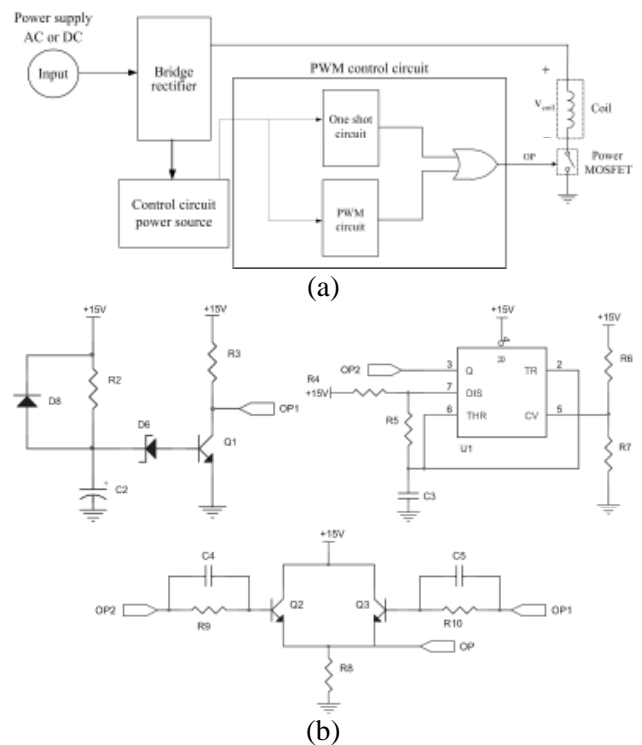 Power supply
AC or DC
Input
Bridge
rectifier
Control circuit
power source
PWM control circuit
One shot
circuit
PWM
circuit
OP
+
Vcoil
–
Coil
Power
MOSFET
(a)
+15V
R2
D8
D6
C2
+
+15V
R3
OP1
Q1
+15V
OP2
R4
+15V
R5
C3
3
7
6
4
R
Q
DIS
THR
TR
CV
2
5
U1
+15V
R6
R7
+15V
C4
OP2
R9
Q2
Q3
C5
R10
OP1
OP
R8
(b)